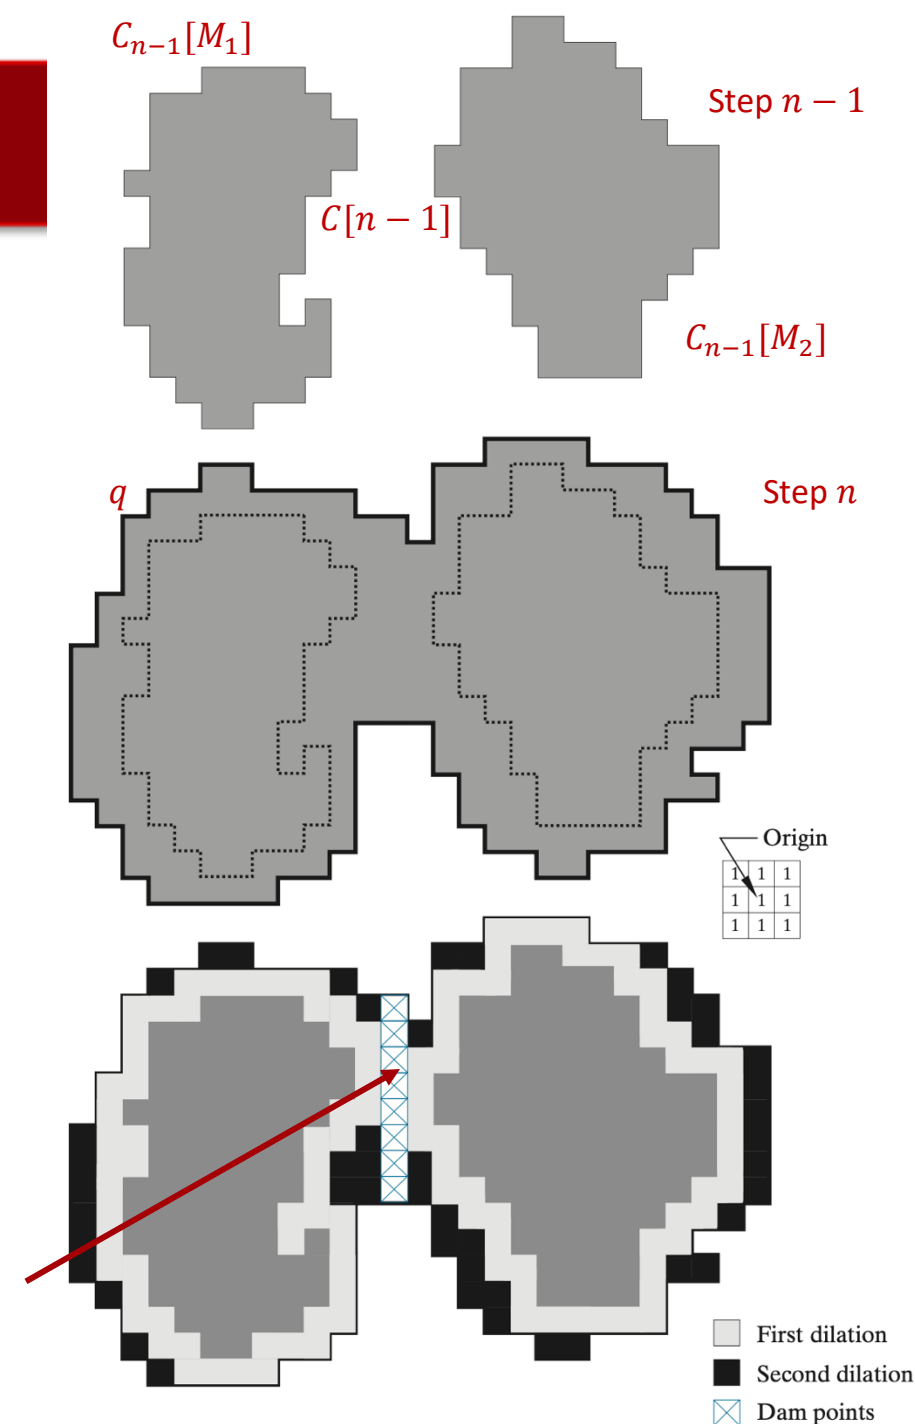 C_{n−1}[M_1]
Step n − 1
C[n − 1]
C_{n−1}[M_2]
q
Step n
Origin
1 1 1
1 1 1
1 1 1
First dilation
Second dilation
Dam points